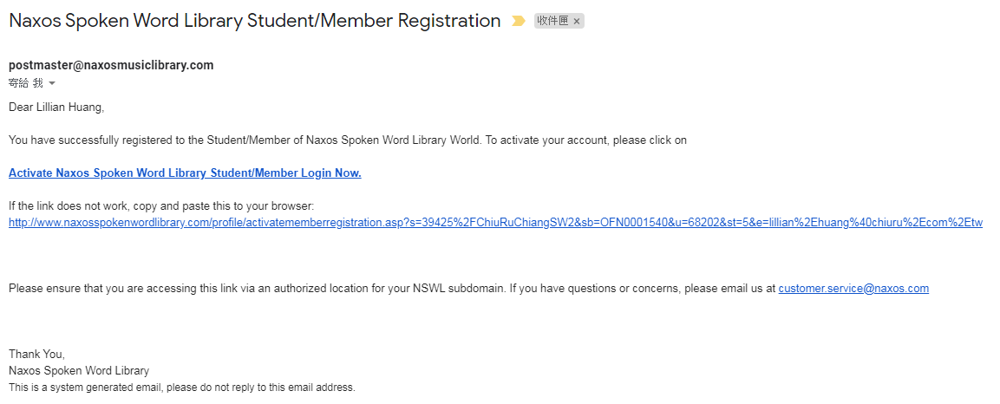 Naxos Spoken Word Library Student/Member Registration 收件匣 ×
postmaster@naxosmusiclibrary.com
寄給 我
Dear Lillian Huang,
You have successfully registered to the Student/Member of Naxos Spoken Word Library World. To activate your account, please click on
Activate Naxos Spoken Word Library Student/Member Login Now.
If the link does not work, copy and paste this to your browser:
http://www.naxosspokenwordlibrary.com/profile/activatememberregistration.asp?s=39425%2FChiuRuChiangSW2&sb=OFN0001540&u=68202&st=5&e=lillian%2Ehuang%40chiuru%2Ecom%2Etw
Please ensure that you are accessing this link via an authorized location for your NSWL subdomain. If you have questions or concerns, please email us at customer.service@naxos.com
Thank You,
Naxos Spoken Word Library
This is a system generated email, please do not reply to this email address.